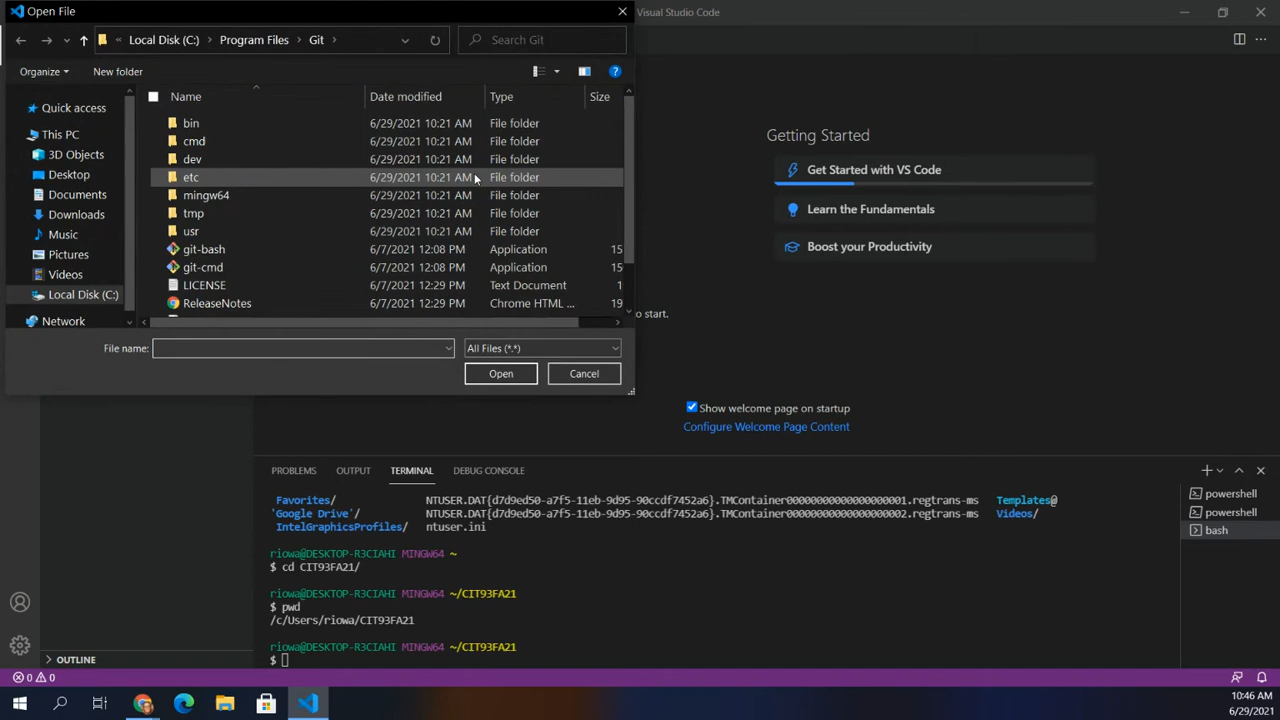 Open File
Visual Studio Code
« Local Disk (C:) > Program Files > Git >
Search Git
Organize
New folder
Name
Date modified
Type
Size
Quick access
This PC
3D Objects
Desktop
Documents
Downloads
Music
Pictures
Videos
Local Disk (C:)
Network
bin 6/29/2021 10:21 AM File folder
cmd 6/29/2021 10:21 AM File folder
dev 6/29/2021 10:21 AM File folder
etc 6/29/2021 10:21 AM File folder
mingw64 6/29/2021 10:21 AM File folder
tmp 6/29/2021 10:21 AM File folder
usr 6/29/2021 10:21 AM File folder
git-bash 6/7/2021 12:08 PM Application 15
git-cmd 6/7/2021 12:08 PM Application 15
LICENSE 6/7/2021 12:29 PM Text Document 1
ReleaseNotes 6/7/2021 12:29 PM Chrome HTML ... 19
File name:
All Files (*.*)
Open
Cancel
Getting Started
Get Started with VS Code
Learn the Fundamentals
Boost your Productivity
o start.
Show welcome page on startup
Configure Welcome Page Content
PROBLEMS OUTPUT TERMINAL DEBUG CONSOLE
Favorites/ NTUSER.DAT{d7d9ed50-a7f5-11eb-9d95-90ccdf7452a6}.TMContainer00000000000000000001.regtrans-ms Templates@
'Google Drive'/ NTUSER.DAT{d7d9ed50-a7f5-11eb-9d95-90ccdf7452a6}.TMContainer00000000000000000002.regtrans-ms Videos/
IntelGraphicsProfiles/ ntuser.ini
riowa@DESKTOP-R3CIAHI MINGW64 ~
$ cd CIT93FA21/
riowa@DESKTOP-R3CIAHI MINGW64 ~/CIT93FA21
$ pwd
/c/Users/riowa/CIT93FA21
riowa@DESKTOP-R3CIAHI MINGW64 ~/CIT93FA21
$
powershell
powershell
bash
OUTLINE
0 0
10:46 AM
6/29/2021